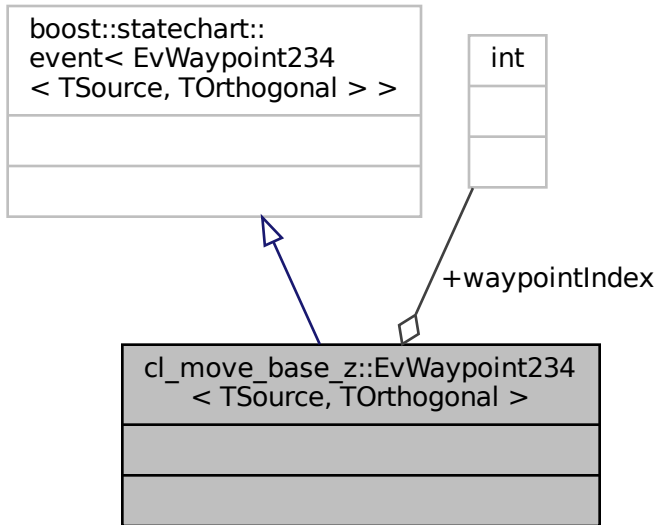 boost::statechart::
event< EvWaypoint234
< TSource, TOrthogonal > >
int
+waypointIndex
cl_move_base_z::EvWaypoint234
< TSource, TOrthogonal >